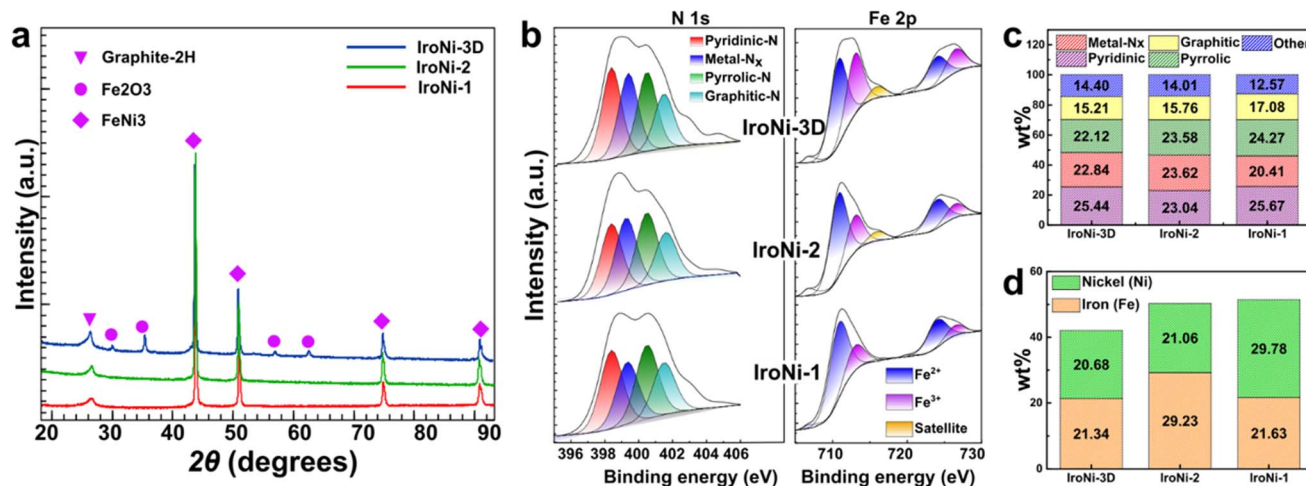 a
Intensity (a.u.)
Graphite-2H
Fe2O3
FeNi3
IroNi-3D
IroNi-2
IroNi-1
20 30 40 50 60 70 80 90
2θ (degrees)
b
N 1s
Fe 2p
Intensity (a.u.)
Pyridinic-N
Metal-Nx
Pyrrolic-N
Graphitic-N
IroNi-3D
IroNi-2
IroNi-1
Fe2+
Fe3+
Satellite
396 398 400 402 404 406
710 720 730
Binding energy (eV)
Binding energy (eV)
c
Metal-Nx
Graphitic
Other
Pyridinic
Pyrrolic
wt%
120
100
80
60
40
20
0
14.40 14.01 12.57
15.21 15.76 17.08
22.12 23.58 24.27
22.84 23.62 20.41
25.44 23.04 25.67
IroNi-3D IroNi-2 IroNi-1
d
Nickel (Ni)
Iron (Fe)
wt%
60
40
20
0
20.68 21.06 29.78
21.34 29.23 21.63
IroNi-3D IroNi-2 IroNi-1